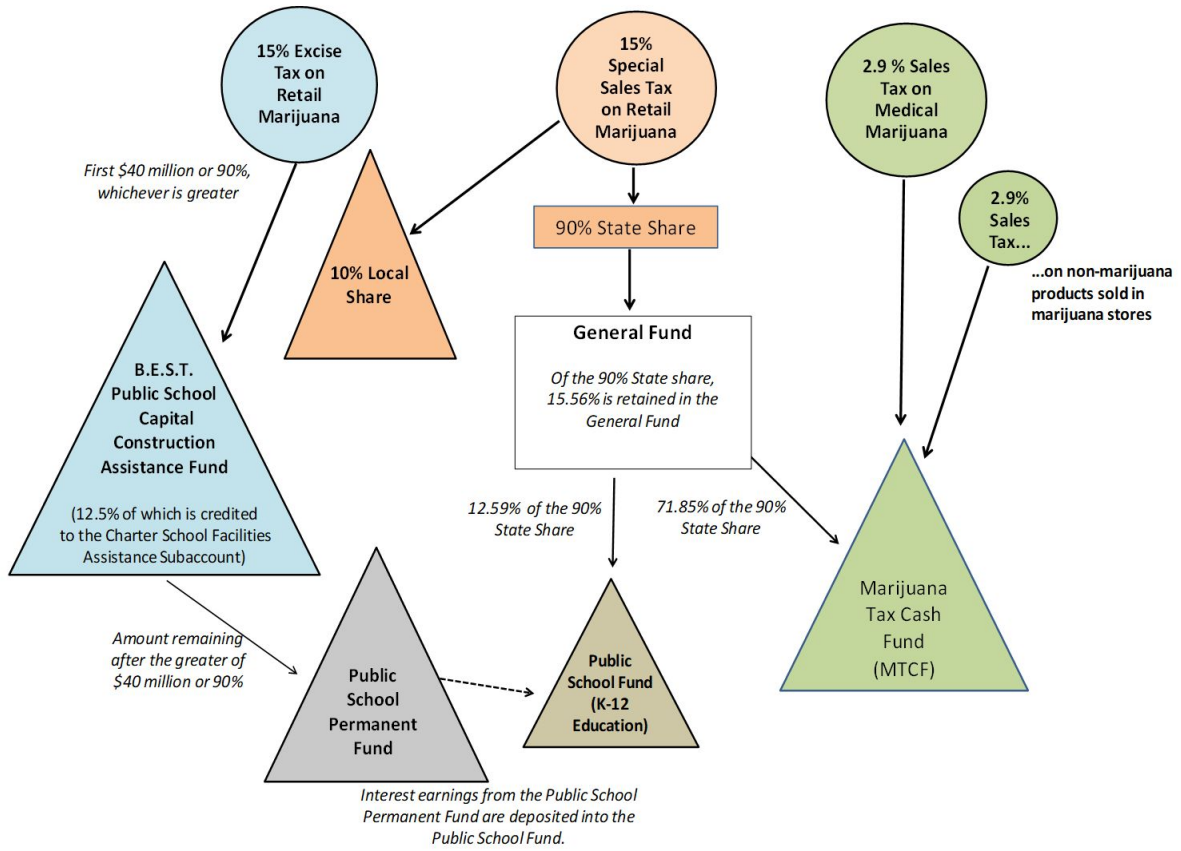 15% Excise
Tax on
Retail
Marijuana
15%
Special
Sales Tax
on Retail
Marijuana
2.9 % Sales
Tax on
Medical
Marijuana
First $40 million or 90%,
whichever is greater
2.9%
Sales
Tax...
...on non-marijuana
products sold in
marijuana stores
90% State Share
10% Local
Share
General Fund
Of the 90% State share,
15.56% is retained in the
General Fund
B.E.S.T.
Public School
Capital
Construction
Assistance Fund
(12.5% of which is credited
to the Charter School Facilities
Assistance Subaccount)
12.59% of the 90%
State Share
71.85% of the 90%
State Share
Marijuana
Tax Cash
Fund
(MTCF)
Amount remaining
after the greater of
$40 million or 90%
Public
School
Permanent
Fund
Public
School Fund
(K-12
Education)
Interest earnings from the Public School
Permanent Fund are deposited into the
Public School Fund.